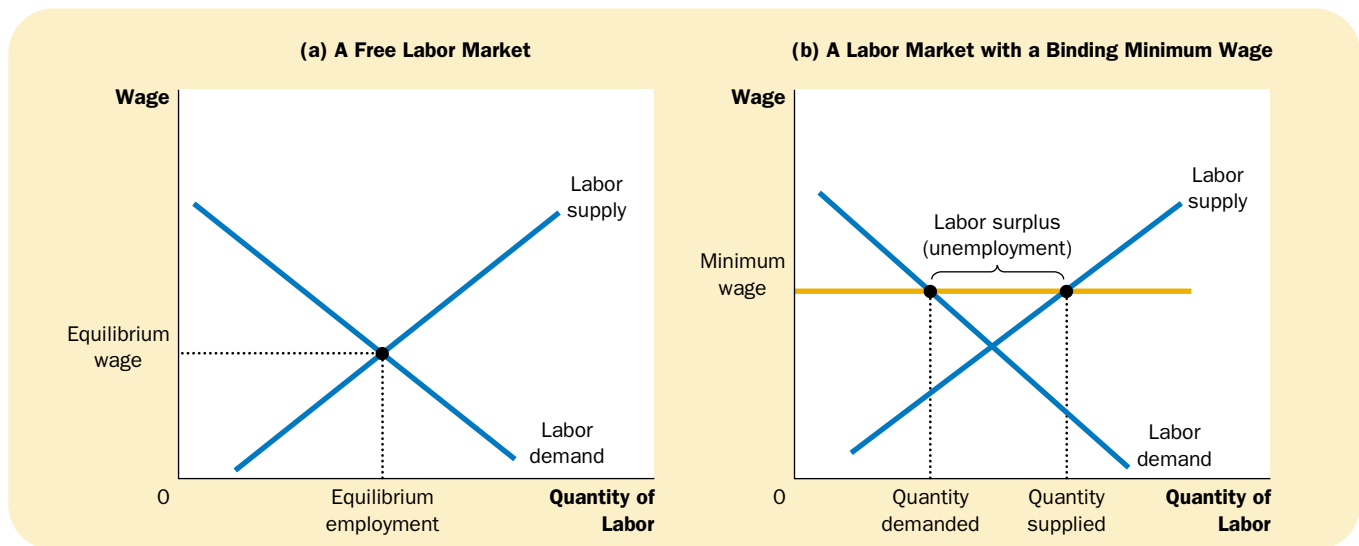 (a) A Free Labor Market
Wage
Labor
supply
Equilibrium
wage
Labor
demand
0
Equilibrium
employment
Quantity of
Labor
(b) A Labor Market with a Binding Minimum Wage
Wage
Labor
supply
Labor surplus
(unemployment)
Minimum
wage
Labor
demand
0
Quantity
demanded
Quantity
supplied
Quantity of
Labor